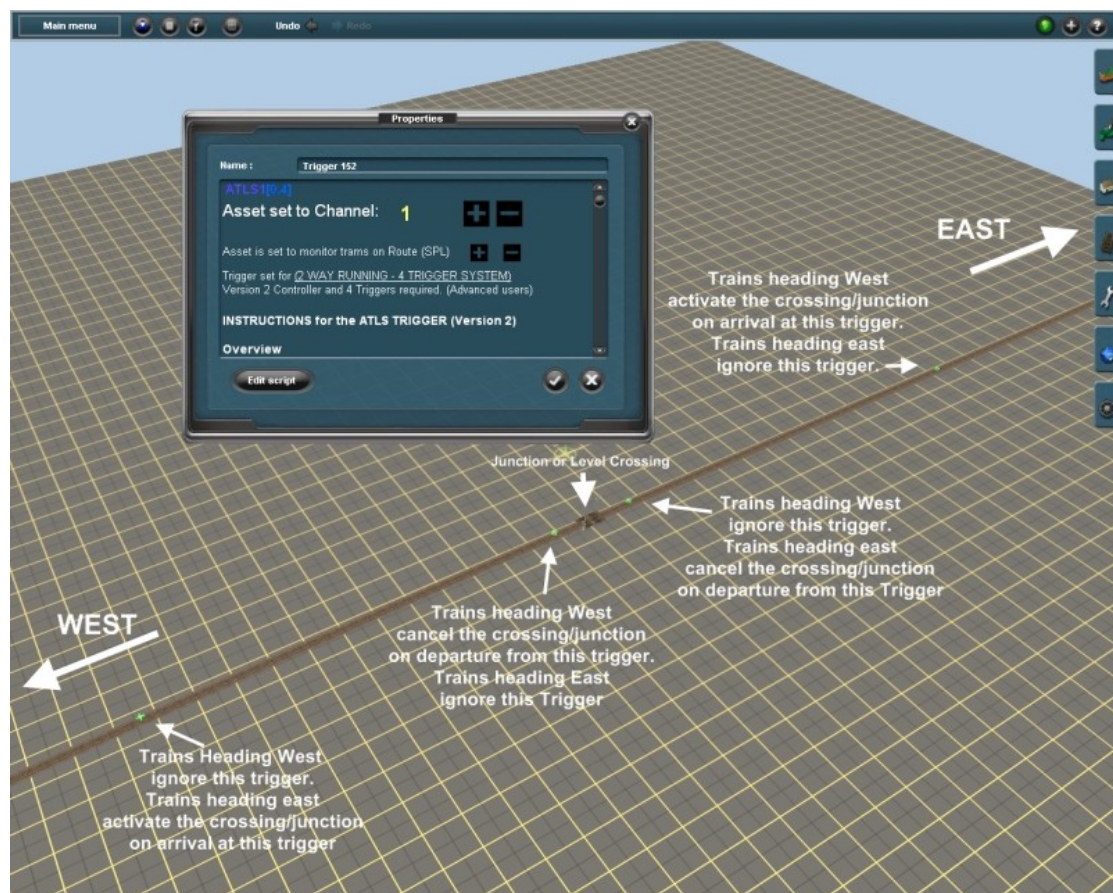 Main menu
Undo
Redo
Properties
Name :
Trigger 152
ATLS1[0.4]
Asset set to Channel: 1
Asset is set to monitor trams on Route (SPL)
Trigger set for (2 WAY RUNNING - 4 TRIGGER SYSTEM)
Version 2 Controller and 4 Triggers required. (Advanced users)
INSTRUCTIONS for the ATLS TRIGGER (Version 2)
Overview
Edit script
EAST
Trains heading West
activate the crossing/junction
on arrival at this trigger.
Trains heading east
ignore this trigger.
Junction or Level Crossing
Trains heading West
ignore this trigger.
Trains heading east
cancel the crossing/junction
on departure from this Trigger
Trains heading West
cancel the crossing/junction
on departure from this trigger.
Trains heading East
ignore this Trigger
WEST
Trains Heading West
ignore this trigger.
Trains heading east
activate the crossing/junction
on arrival at this trigger